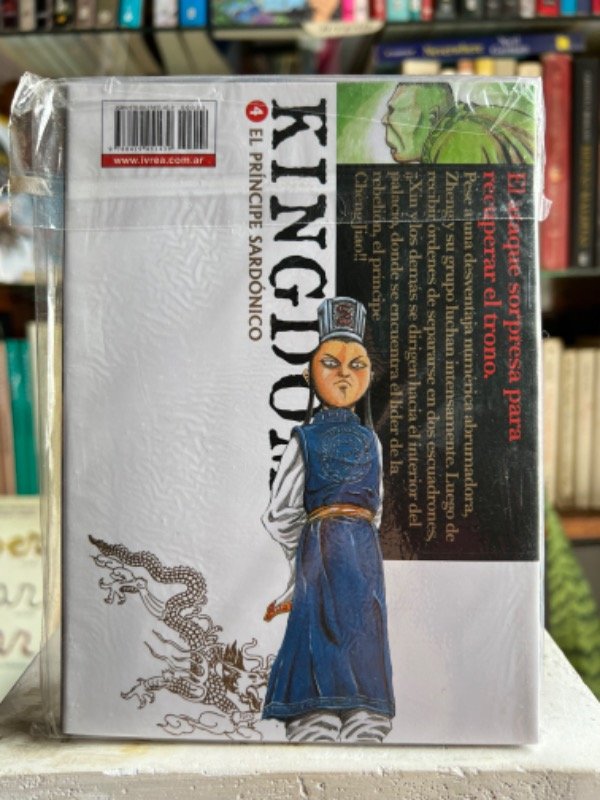 www.ivrea.com.ar
KINGDOM
4 EL PRÍNCIPE SARDÓNICO
El ataque sorpresa para
recuperar el trono.
Pese a una desventaja numérica abrumadora,
Zheng y su grupo luchan intensamente. Luego de
recibir órdenes de separarse en dos escuadrones,
¡¡Xin y los demás se dirigen hacia el interior del
palacio, donde se encuentra el líder de la
rebelión, el príncipe
Chengjiao!!